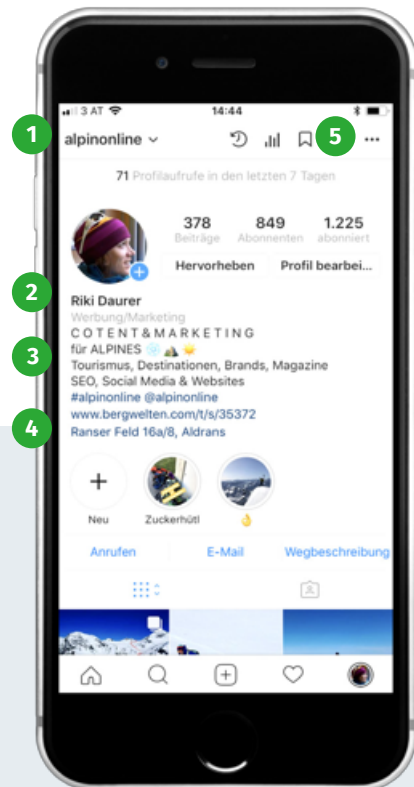 3 AT 14:44
1 alpinonline 5
71 Profilaufrufe in den letzten 7 Tagen
378 849 1.225
Beiträge Abonnenten abonniert
Hervorheben Profil bearbei...
2 Riki Daurer
Werbung/Marketing
COTENT&MARKETING
3 für ALPINES ❄️ 🏔️ ☀️
Tourismus, Destinationen, Brands, Magazine
SEO, Social Media & Websites
#alpinonline @alpinonline
4 www.bergwelten.com/t/s/35372
Ranser Feld 16a/8, Aldrans
Neu Zuckerhütl 👌
Anrufen E-Mail Wegbeschreibung